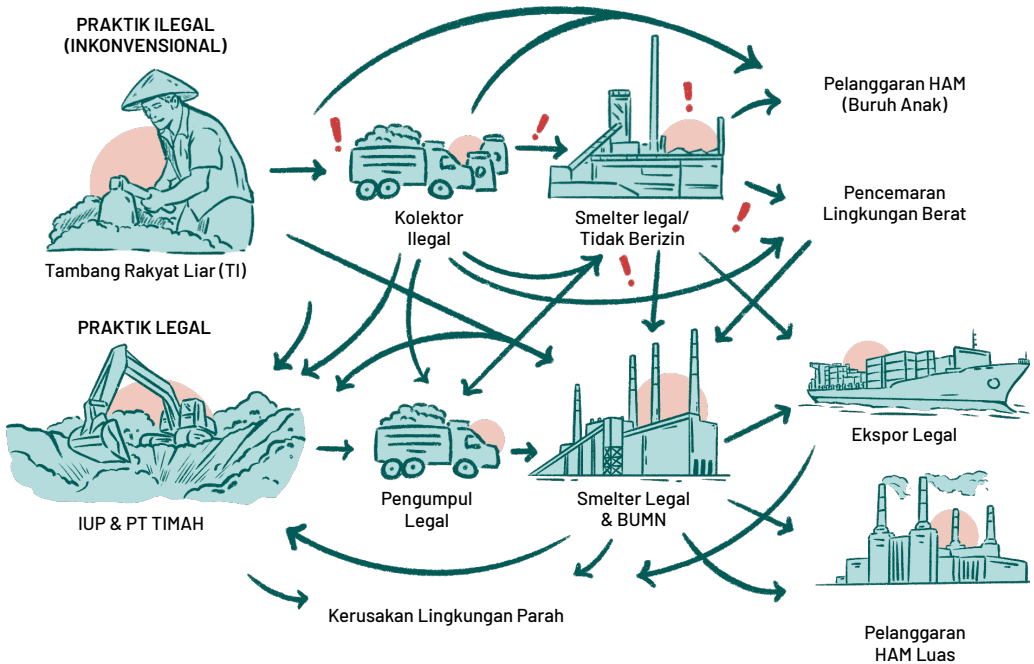 PRAKTIK ILEGAL
(INKONVENSIONAL)
Tambang Rakyat Liar (TI)
Kolektor
Ilegal
Smelter legal/
Tidak Berizin
Pelanggaran HAM
(Buruh Anak)
Pencemaran
Lingkungan Berat
PRAKTIK LEGAL
IUP & PT TIMAH
Pengumpul
Legal
Smelter Legal
& BUMN
Ekspor Legal
Kerusakan Lingkungan Parah
Pelanggaran
HAM Luas